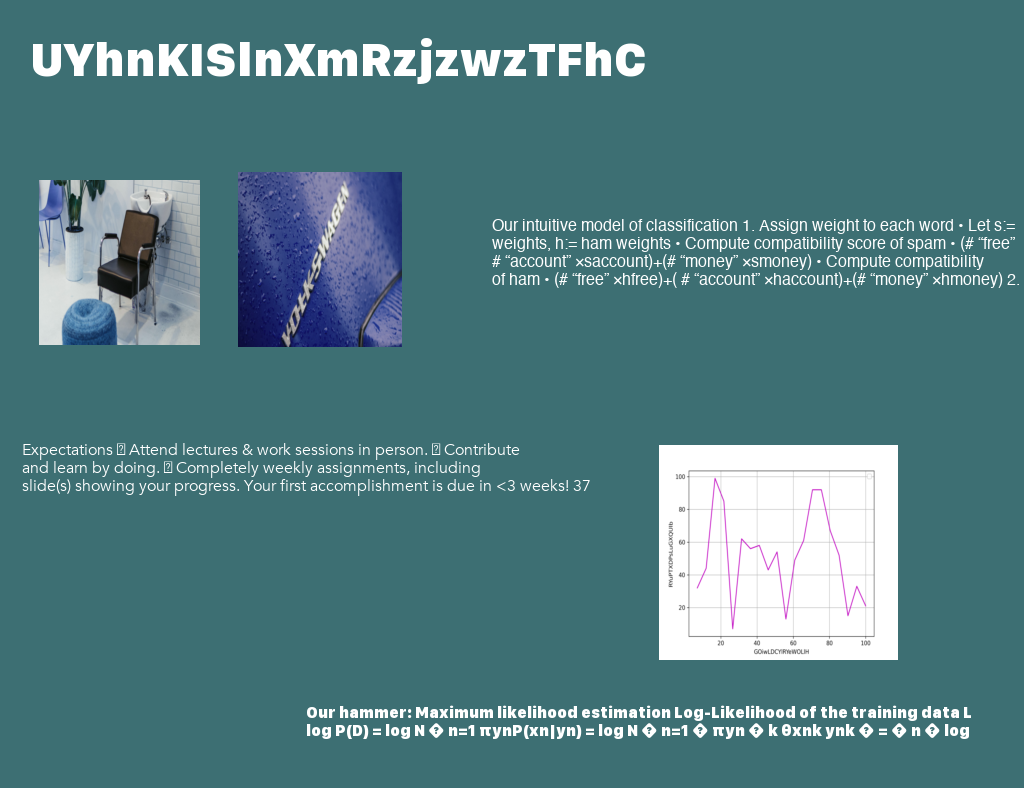 UYhnKISlnXmRzjzwzTFhC
VOLKSWAGEN
Our intuitive model of classification 1. Assign weight to each word • Let s:=
weights, h:= ham weights • Compute compatibility score of spam • (# “free”
# “account” ×saccount)+(# “money” ×smoney) • Compute compatibility
of ham • (# “free” ×hfree)+( # “account” ×haccount)+(# “money” ×hmoney) 2.
Expectations � Attend lectures & work sessions in person. � Contribute
and learn by doing. � Completely weekly assignments, including
slide(s) showing your progress. Your first accomplishment is due in <3 weeks! 37
100
80
60
40
20
20 40 60 80 100
Our hammer: Maximum likelihood estimation Log-Likelihood of the training data L
log P(D) = log N � n=1 πynP(xn|yn) = log N � n=1 � πyn � k θxnk ynk � = � n � log